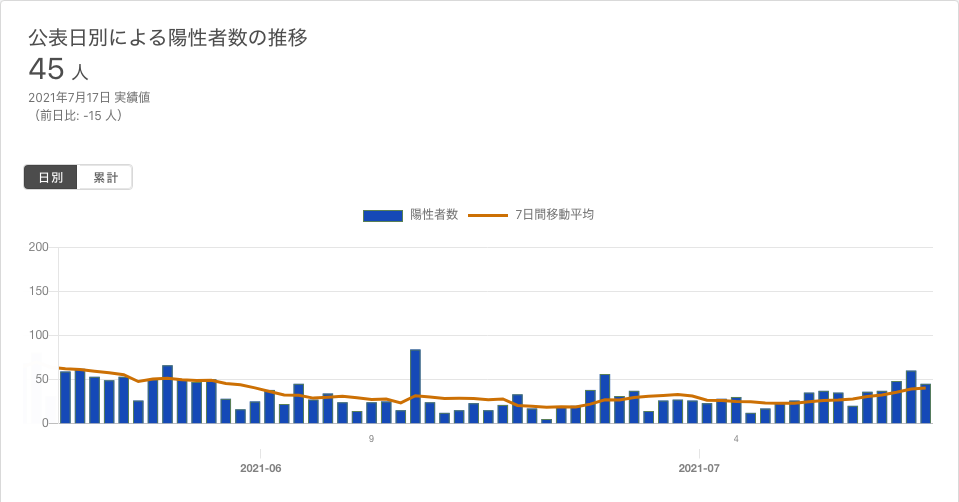 公表日別による陽性者数の推移
45 人
2021年7月17日 実績値
（前日比: -15 人）
日別 累計
陽性者数 7日間移動平均
200
150
100
50
0
9 4
2021-06 2021-07